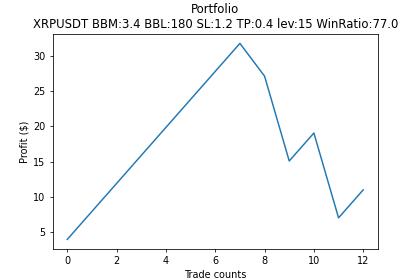 Portfolio
XRPUSDT BBM:3.4 BBL:180 SL:1.2 TP:0.4 lev:15 WinRatio:77.0
30
25
20
15
10
5
Profit ($)
0 2 4 6 8 10 12
Trade counts